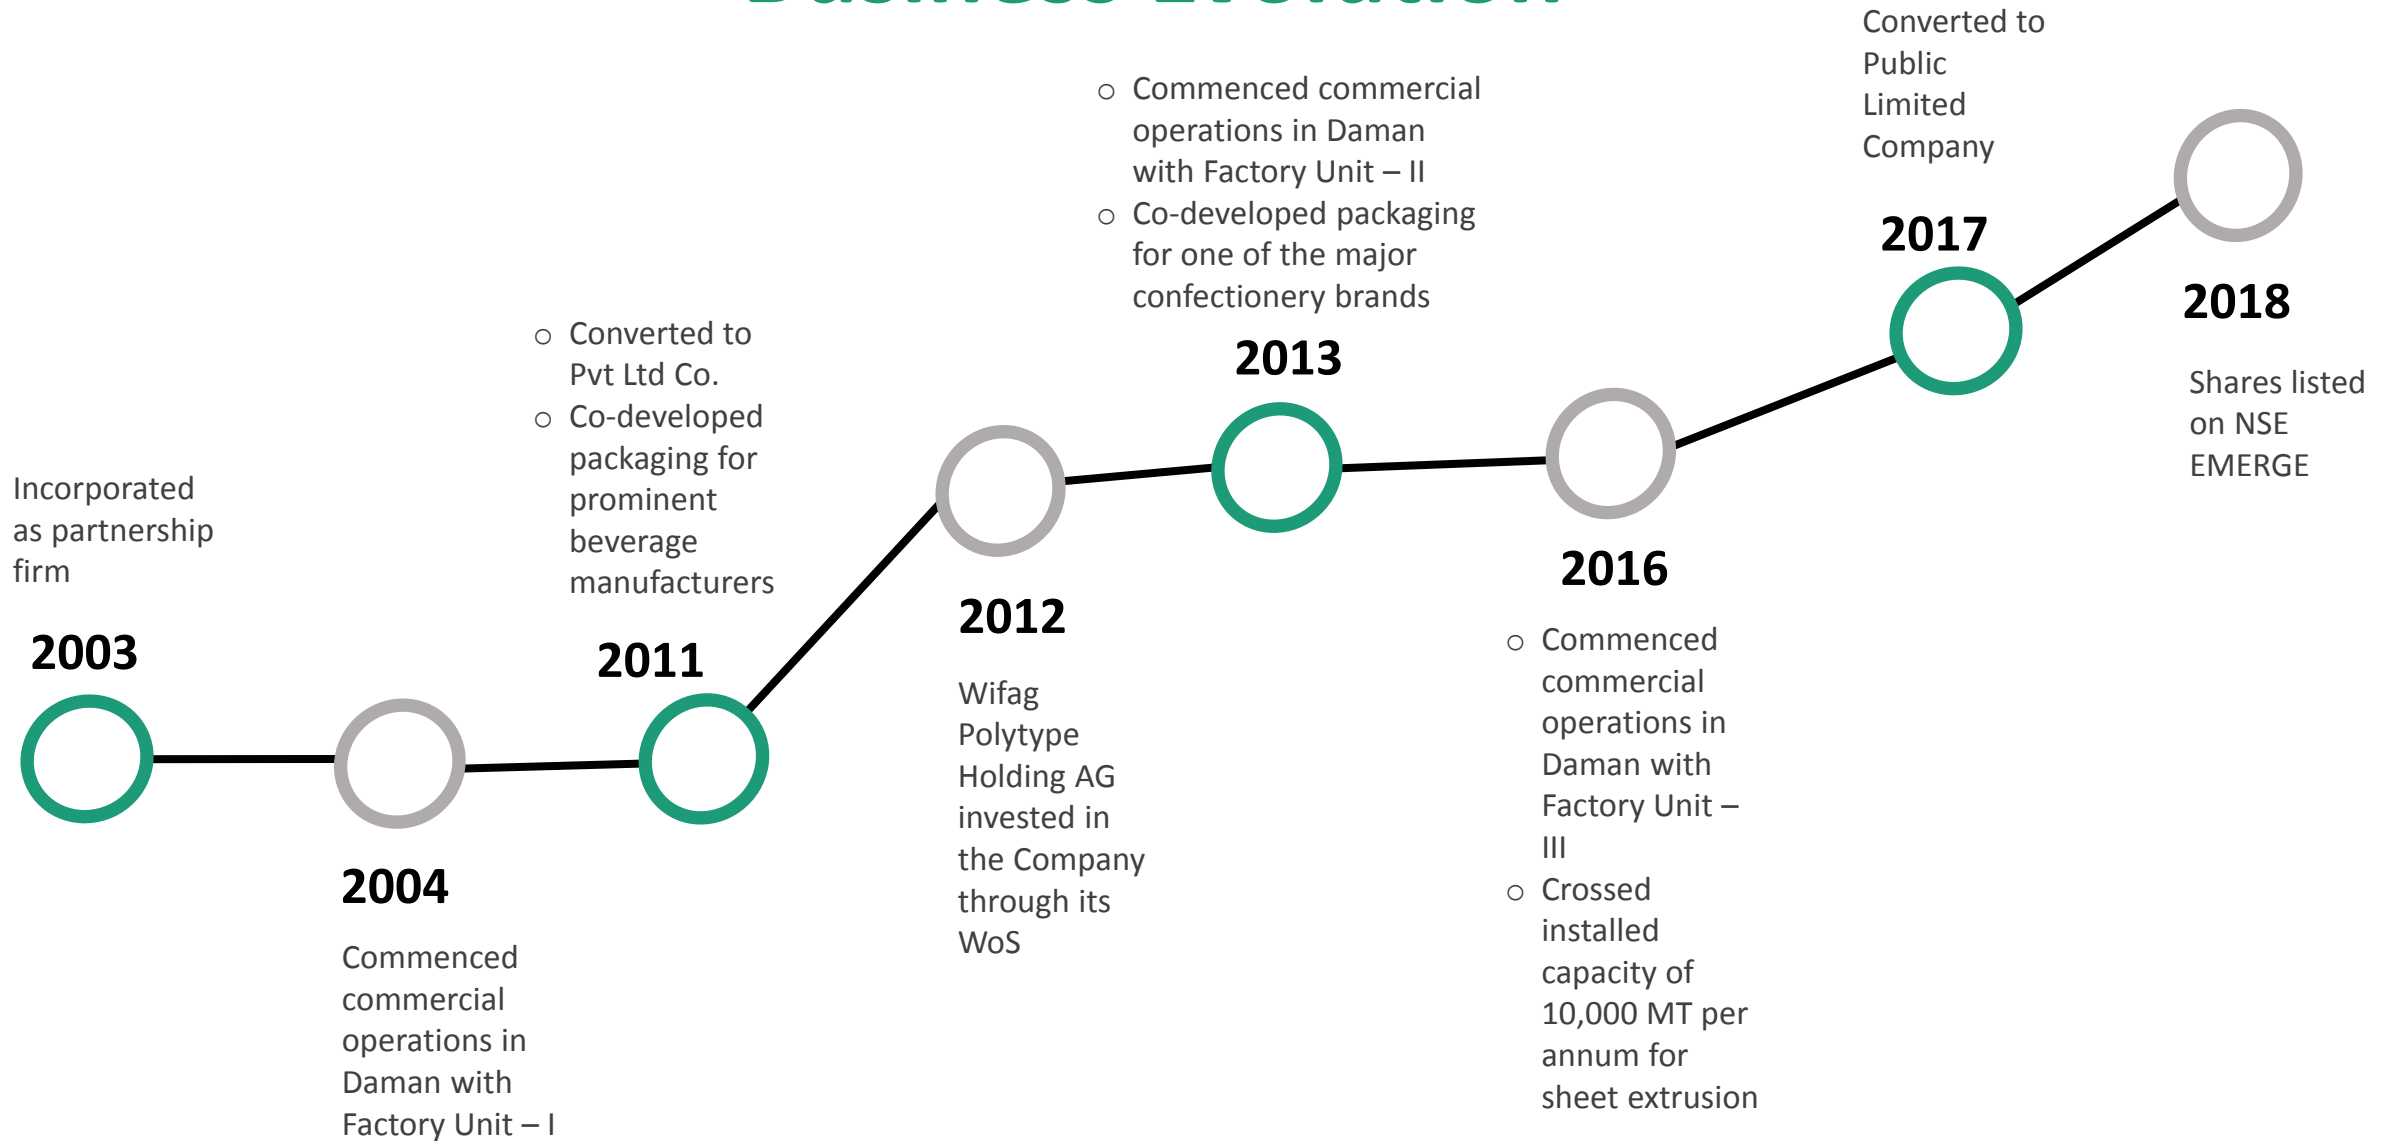 Business Evolution
Incorporated
as partnership
firm
2003
2004
Commenced
commercial
operations in
Daman with
Factory Unit – I
○ Converted to
Pvt Ltd Co.
○ Co-developed
packaging for
prominent
beverage
manufacturers
2011
2012
Wifag
Polytype
Holding AG
invested in
the Company
through its
WoS
○ Commenced commercial
operations in Daman
with Factory Unit – II
○ Co-developed packaging
for one of the major
confectionery brands
2013
2016
○ Commenced
commercial
operations in
Daman with
Factory Unit –
III
○ Crossed
installed
capacity of
10,000 MT per
annum for
sheet extrusion
Converted to
Public
Limited
Company
2017
2018
Shares listed
on NSE
EMERGE